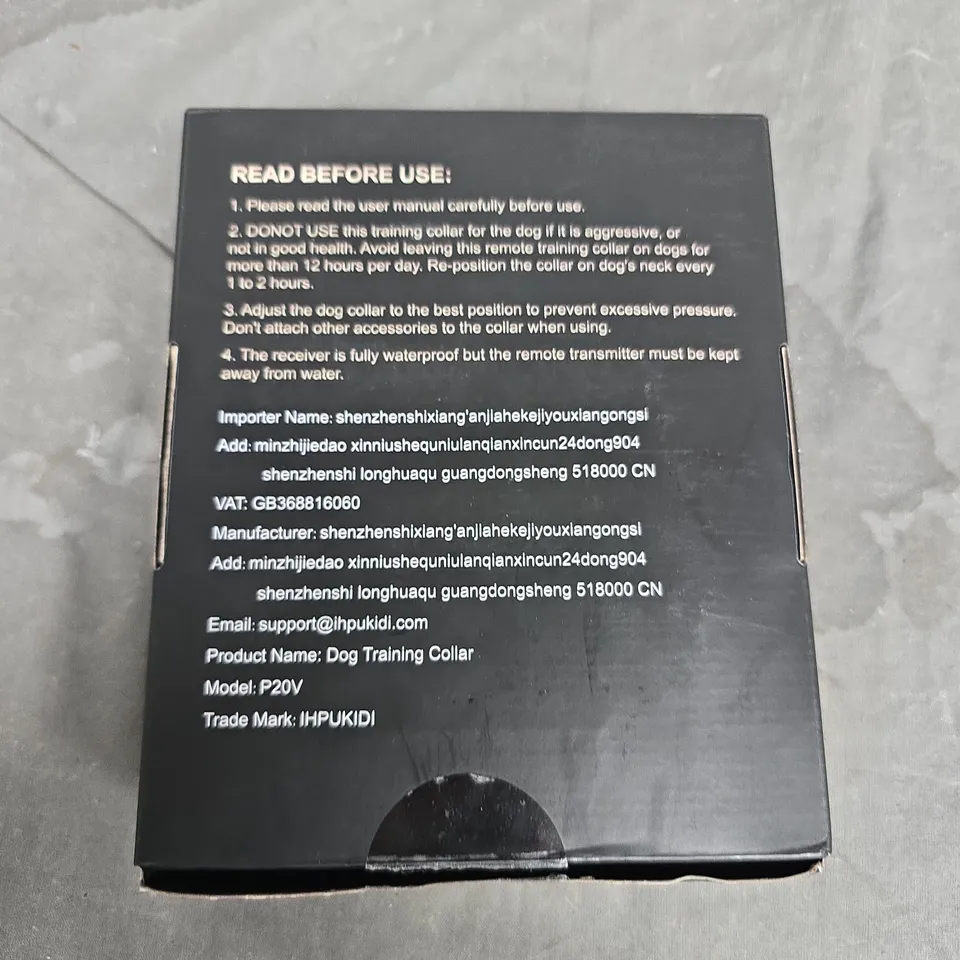 READ BEFORE USE:
1. Please read the user manual carefully before use.
2. DONOT USE this training collar for the dog if it is aggressive, or
not in good health. Avoid leaving this remote training collar on dogs for
more than 12 hours per day. Re-position the collar on dog's neck every
1 to 2 hours.
3. Adjust the dog collar to the best position to prevent excessive pressure.
Don't attach other accessories to the collar when using.
4. The receiver is fully waterproof but the remote transmitter must be kept
away from water.
Importer Name: shenzhenshixiang'anjiahekejiyouxiangongsi
Add: minzhijiedao xinniushequniulanqianxincun24dong904
shenzhenshi longhuaqu guangdongsheng 518000 CN
VAT: GB368816060
Manufacturer: shenzhenshixiang'anjiahekejiyouxiangongsi
Add: minzhijiedao xinniushequniulanqianxincun24dong904
shenzhenshi longhuaqu guangdongsheng 518000 CN
Email: support@ihpukidi.com
Product Name: Dog Training Collar
Model: P20V
Trade Mark: IHPUKIDI